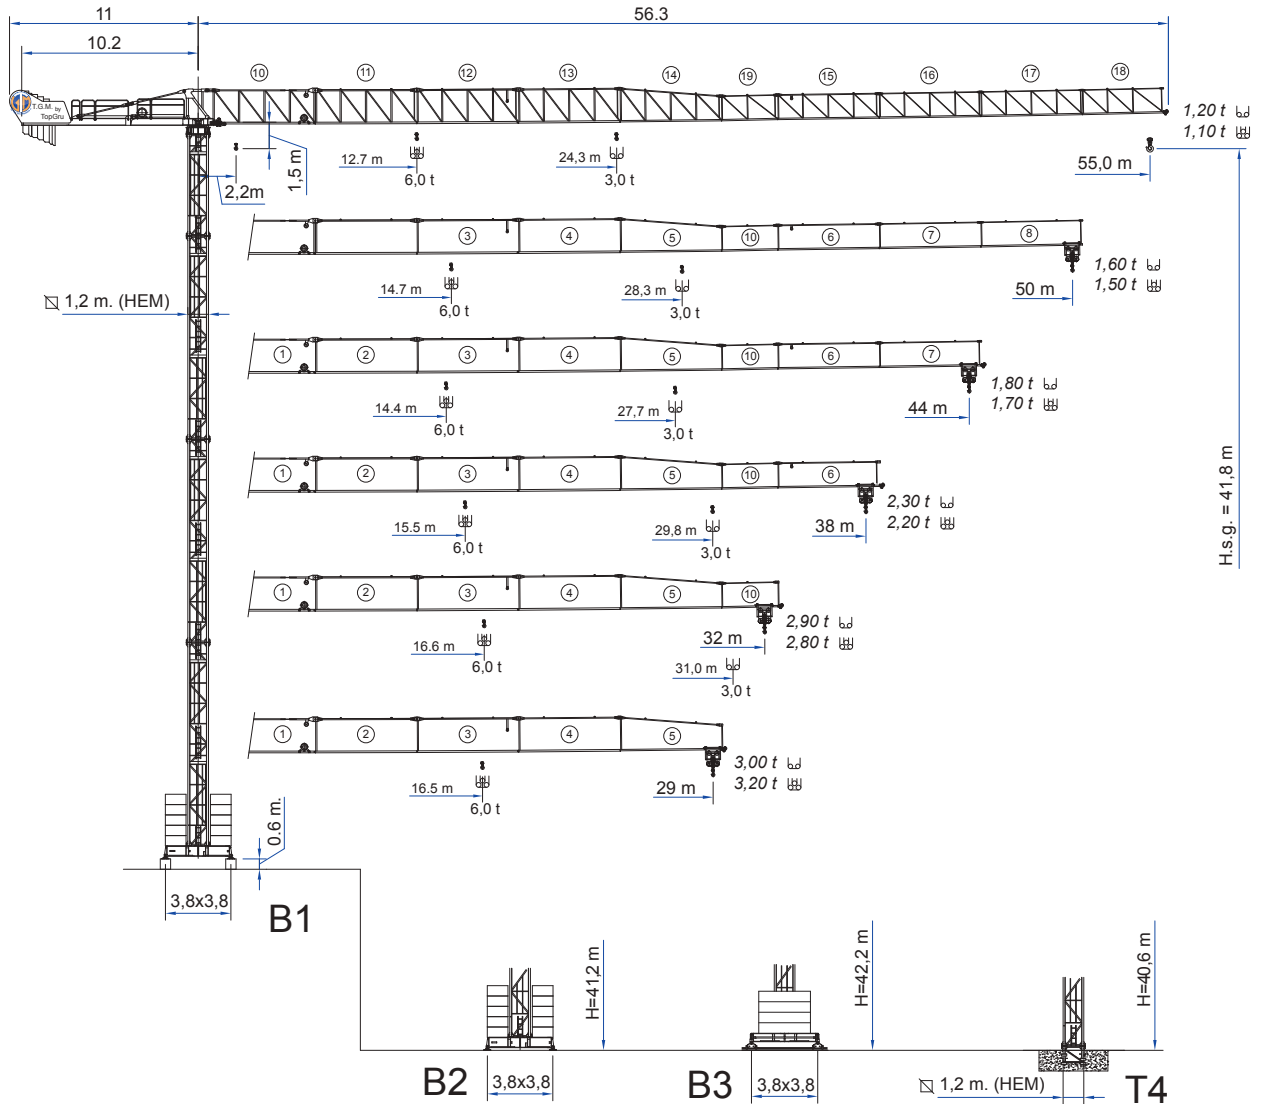 11
56.3
10.2
10
11
12
13
14
19
15
16
17
18
T.G.M. by
TopGru
1,20 t
1,10 t
12.7 m
6,0 t
24,3 m
3,0 t
55,0 m
1,5 m
2,2m
3
4
5
10
6
7
8
14.7 m
6,0 t
28,3 m
3,0 t
50 m
1,60 t
1,50 t
1,2 m. (HEM)
1
2
3
4
5
10
6
7
14.4 m
6,0 t
27,7 m
3,0 t
44 m
1,80 t
1,70 t
H.s.g. = 41,8 m
1
2
3
4
5
10
6
15.5 m
6,0 t
29,8 m
3,0 t
38 m
2,30 t
2,20 t
1
2
3
4
5
10
16.6 m
6,0 t
32 m
2,90 t
2,80 t
31,0 m
3,0 t
1
2
3
4
5
16.5 m
6,0 t
29 m
3,00 t
3,20 t
0.6 m.
3,8x3,8
B1
H=41,2 m
H=42,2 m
H=40,6 m
B2
3,8x3,8
B3
3,8x3,8
1,2 m. (HEM)
T4